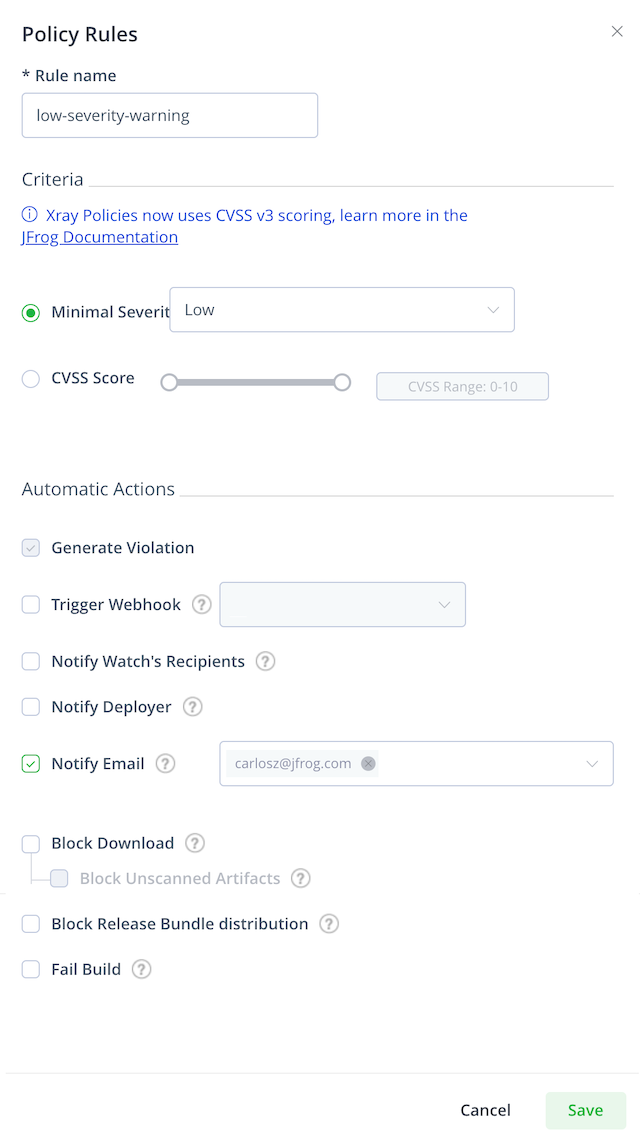 Policy Rules
* Rule name
low-severity-warning
Criteria
Xray Policies now uses CVSS v3 scoring, learn more in the
JFrog Documentation
Minimal Severit Low
CVSS Score CVSS Range: 0-10
Automatic Actions
Generate Violation
Trigger Webhook ?
Notify Watch's Recipients ?
Notify Deployer ?
Notify Email ? carlosz@jfrog.com
Block Download ?
Block Unscanned Artifacts ?
Block Release Bundle distribution ?
Fail Build ?
Cancel Save